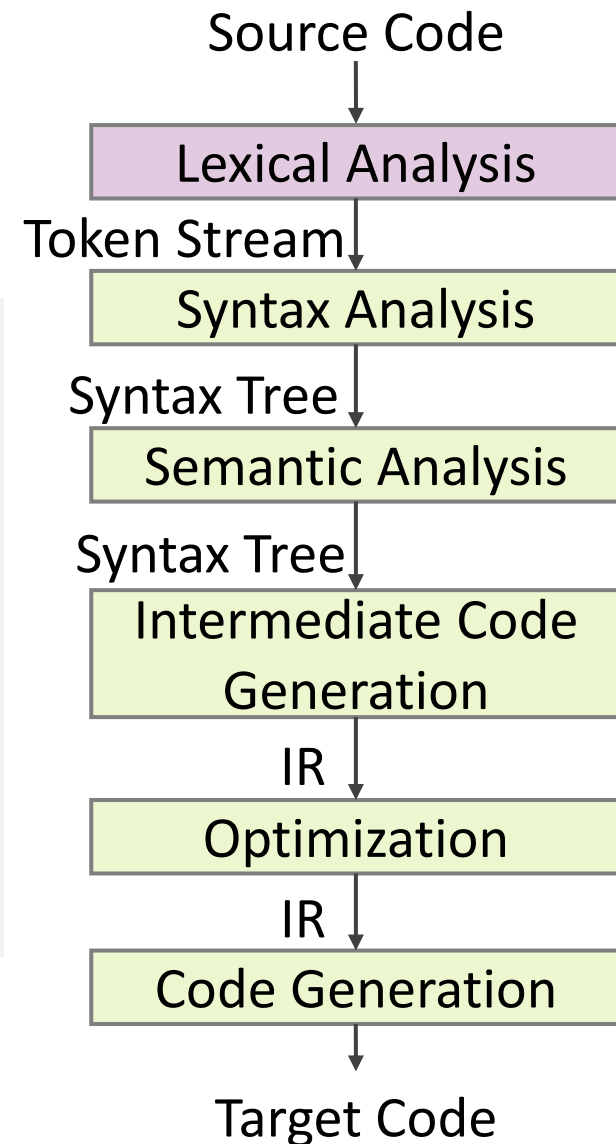 Source Code
Lexical Analysis
Token Stream
Syntax Analysis
Syntax Tree
Semantic Analysis
Syntax Tree
Intermediate Code
Generation
IR
Optimization
IR
Code Generation
Target Code